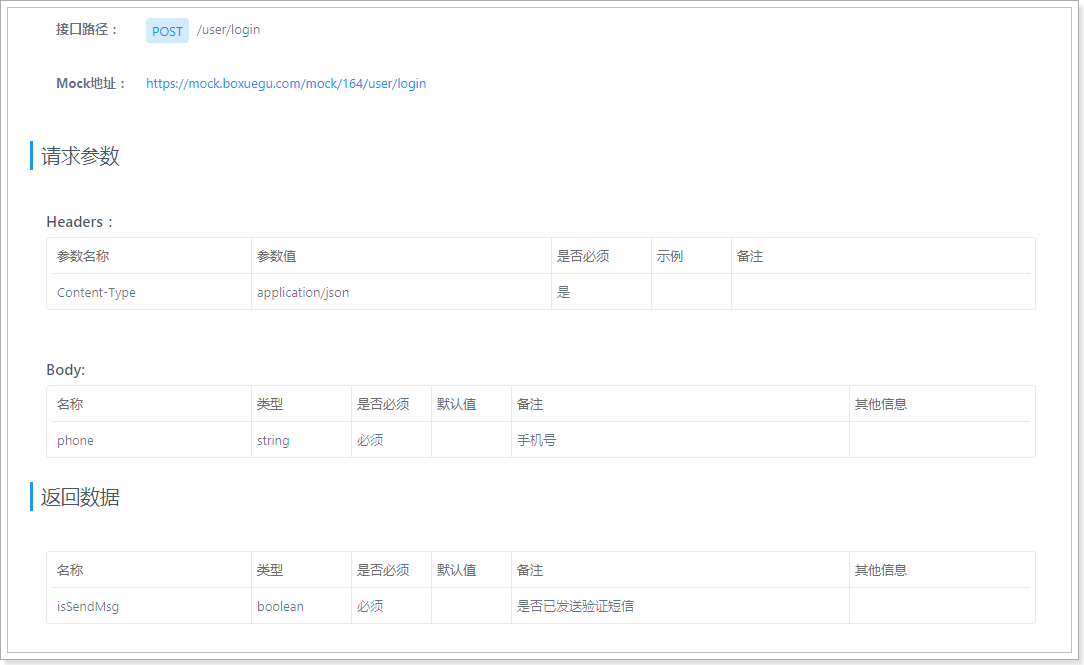 接口路径： POST /user/login
Mock地址： https://mock.boxuegu.com/mock/164/user/login
请求参数
Headers：
参数名称 参数值 是否必须 示例 备注
Content-Type application/json 是
Body:
名称 类型 是否必须 默认值 备注 其他信息
phone string 必须 手机号
返回数据
名称 类型 是否必须 默认值 备注 其他信息
isSendMsg boolean 必须 是否已发送验证短信